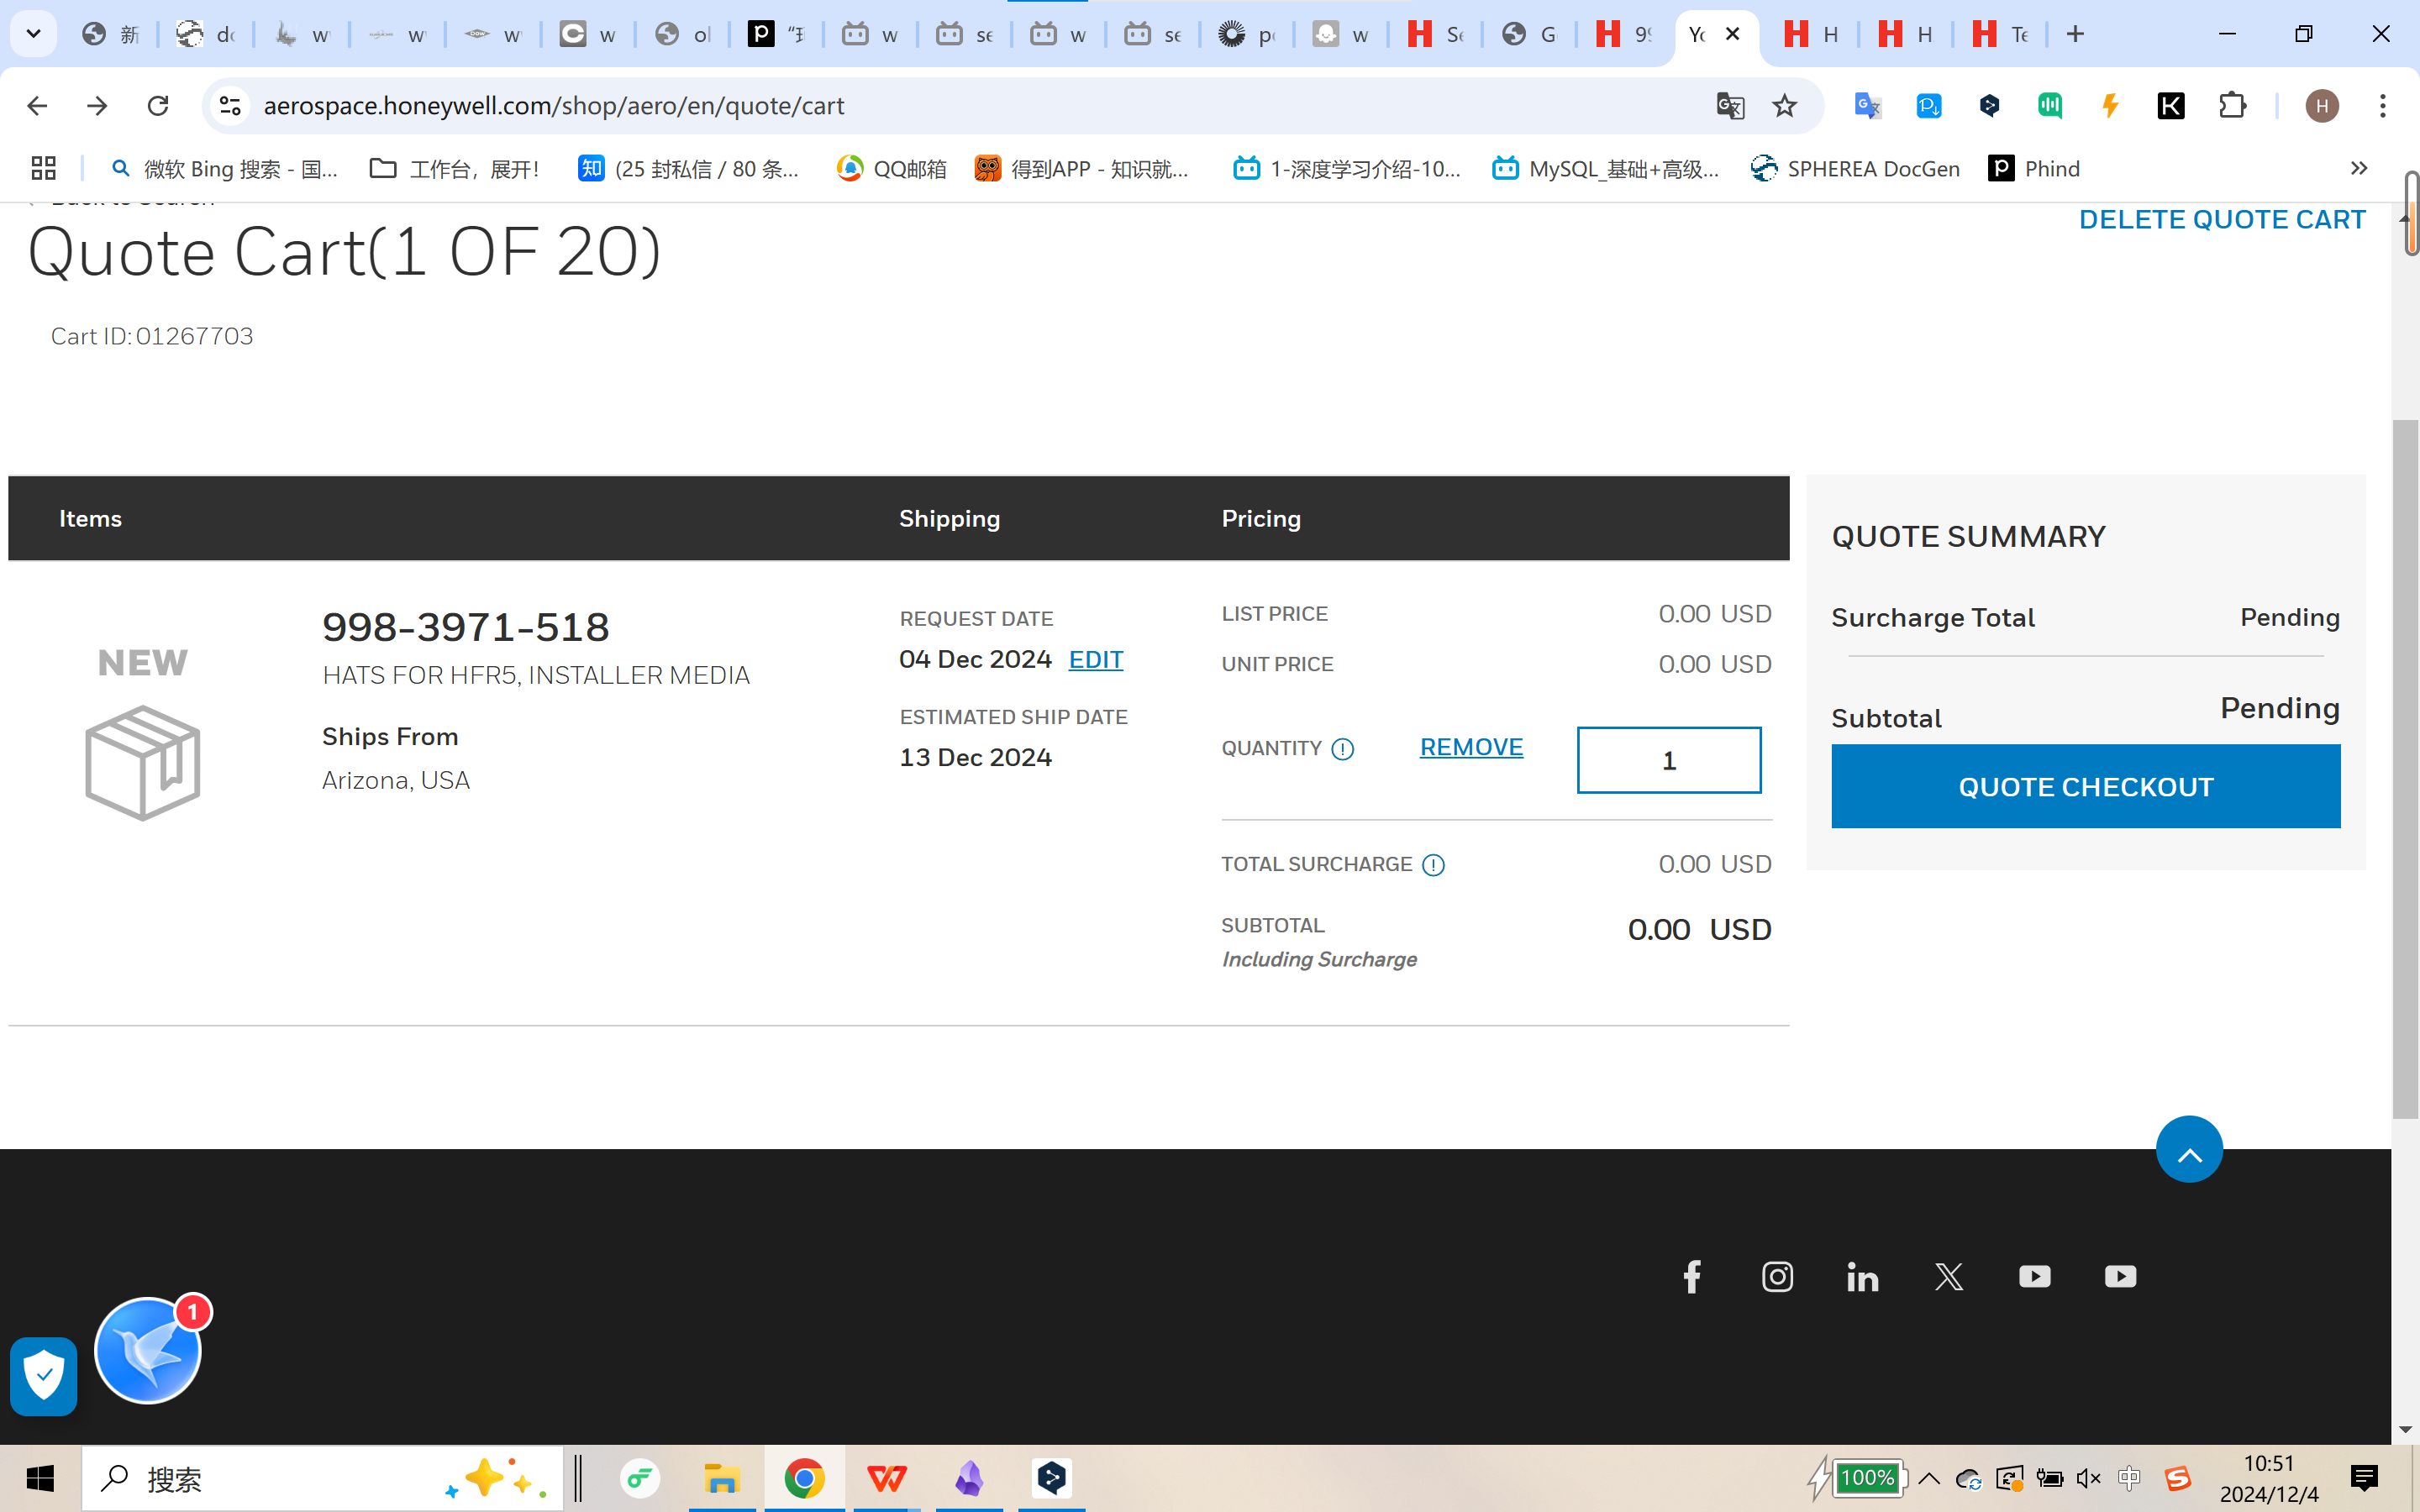 新
w
w
w
w
ol
w
se
w
se
w
G
H
H
Te
aerospace.honeywell.com/shop/aero/en/quote/cart
H
微软 Bing 搜索 - 国...
工作台，展开！
知
(25 封私信 / 80 条...
QQ邮箱
得到APP - 知识就...
1-深度学习介绍-10...
MySQL_基础+高级...
SPHEREA DocGen
Phind
DELETE QUOTE CART
Quote Cart(1 OF 20)
Cart ID: 01267703
Items
Shipping
Pricing
NEW
998-3971-518
HATS FOR HFR5, INSTALLER MEDIA
Ships From
Arizona, USA
REQUEST DATE
04 Dec 2024 EDIT
ESTIMATED SHIP DATE
13 Dec 2024
LIST PRICE 0.00 USD
UNIT PRICE 0.00 USD
QUANTITY REMOVE 1
TOTAL SURCHARGE 0.00 USD
SUBTOTAL 0.00 USD
Including Surcharge
QUOTE SUMMARY
Surcharge Total Pending
Subtotal Pending
QUOTE CHECKOUT
1
搜索
100%
中
10:51
2024/12/4